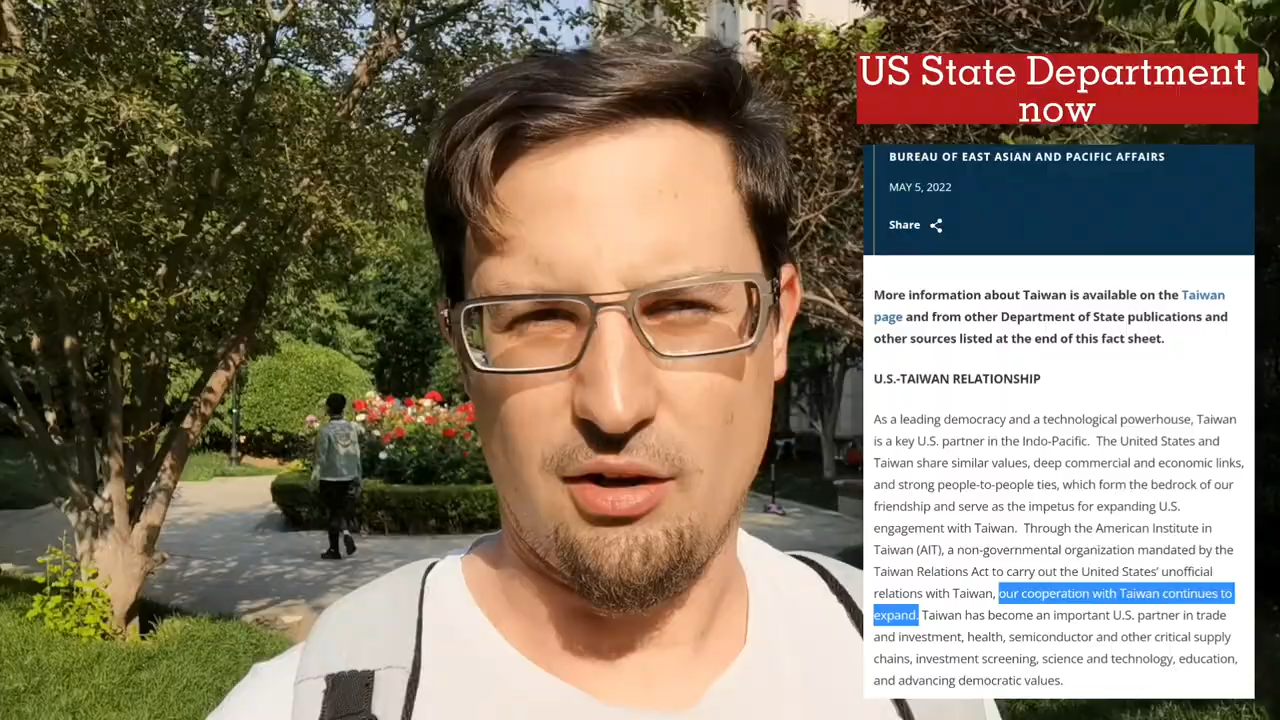 US State Department
now
BUREAU OF EAST ASIAN AND PACIFIC AFFAIRS
MAY 5, 2022
Share
More information about Taiwan is available on the Taiwan
page and from other Department of State publications and
other sources listed at the end of this fact sheet.
U.S.-TAIWAN RELATIONSHIP
As a leading democracy and a technological powerhouse, Taiwan
is a key U.S. partner in the Indo-Pacific. The United States and
Taiwan share similar values, deep commercial and economic links,
and strong people-to-people ties, which form the bedrock of our
friendship and serve as the impetus for expanding U.S.
engagement with Taiwan. Through the American Institute in
Taiwan (AIT), a non-governmental organization mandated by the
Taiwan Relations Act to carry out the United States’ unofficial
relations with Taiwan, our cooperation with Taiwan continues to
expand. Taiwan has become an important U.S. partner in trade
and investment, health, semiconductor and other critical supply
chains, investment screening, science and technology, education,
and advancing democratic values.